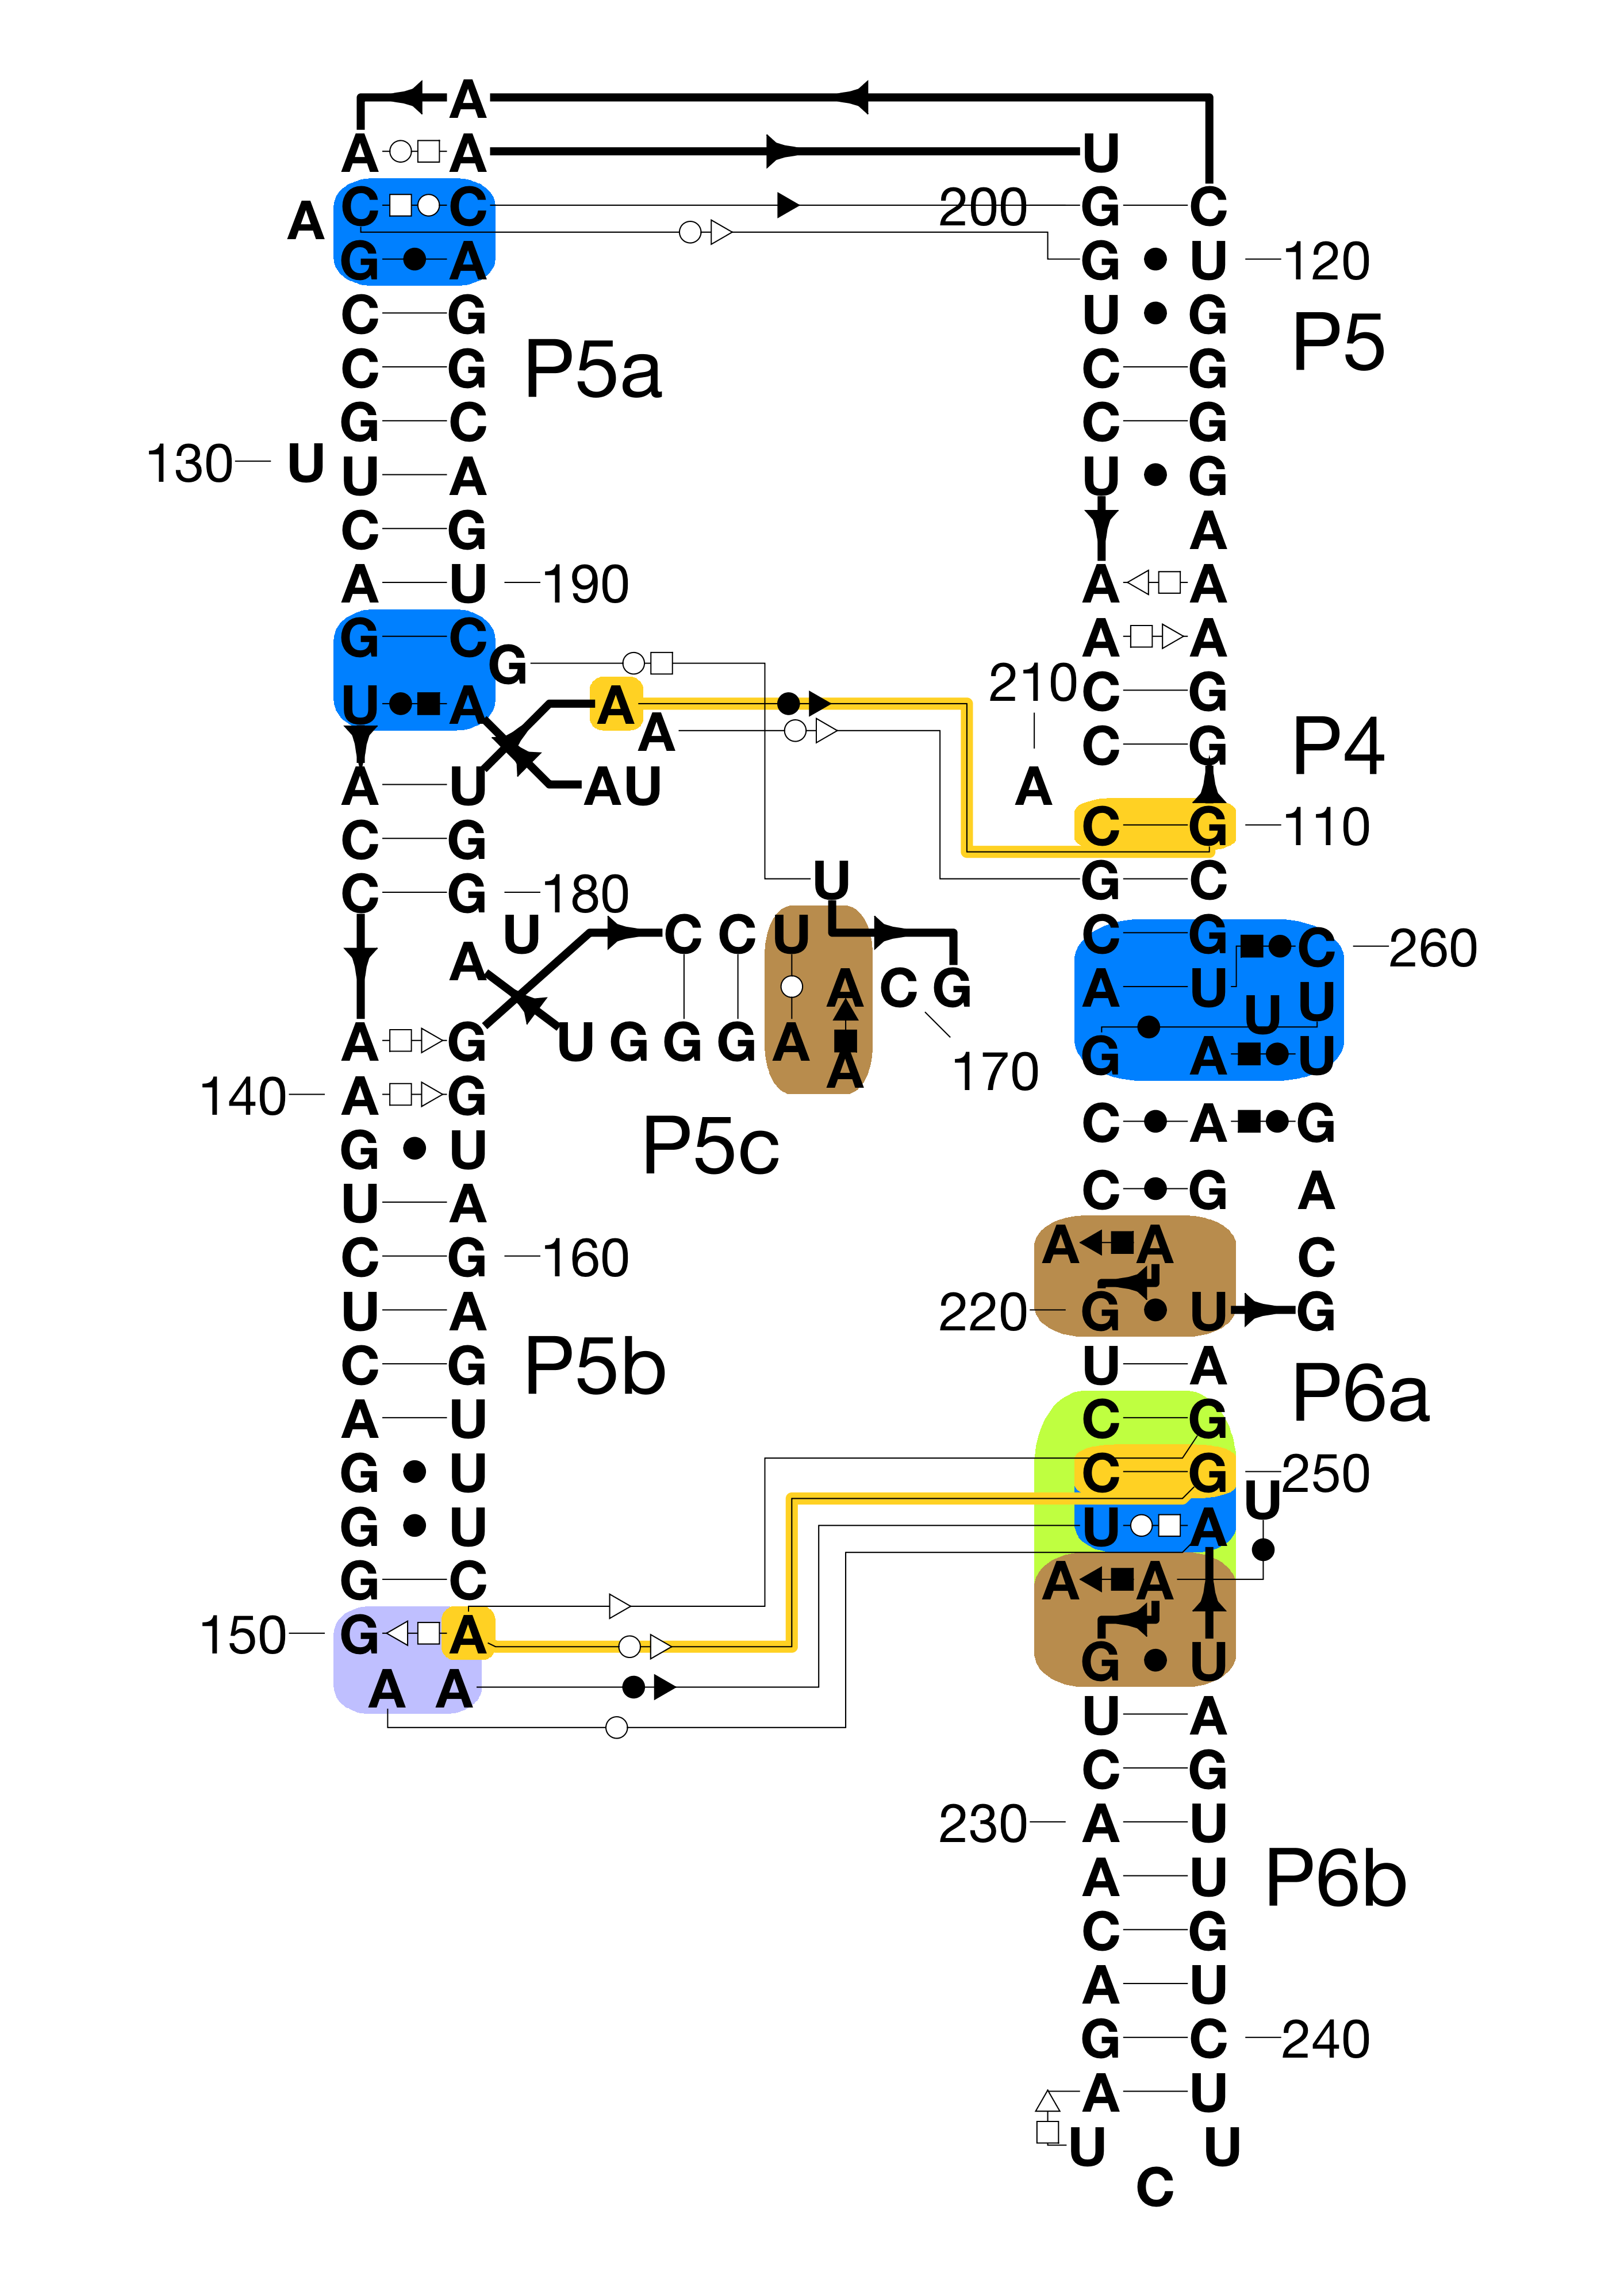 A
A A U
A C C 200 G C
G A G U 120
C G U G P5
C G P5a C G
G C C G
130 U U A U G
C G A
A U 190 A A
G C G A A
210 C G
U A A A C G P4
A U A U A
C G C G 110
C G 180 U G C
U C C U C G C 260
A A C G A U U U
A G U G G G A A 170 G A U
140 A G P5c C A G
G U
U A C G A
C G 160 A A C
U A 220 G U G
C G P5b U A P6a
A U C G
G U C G 250
G U U A U
G C A A
150 G A G U
A A U A
C G
230 A U
A U P6b
C G
A U
G C 240
A U
U U
C